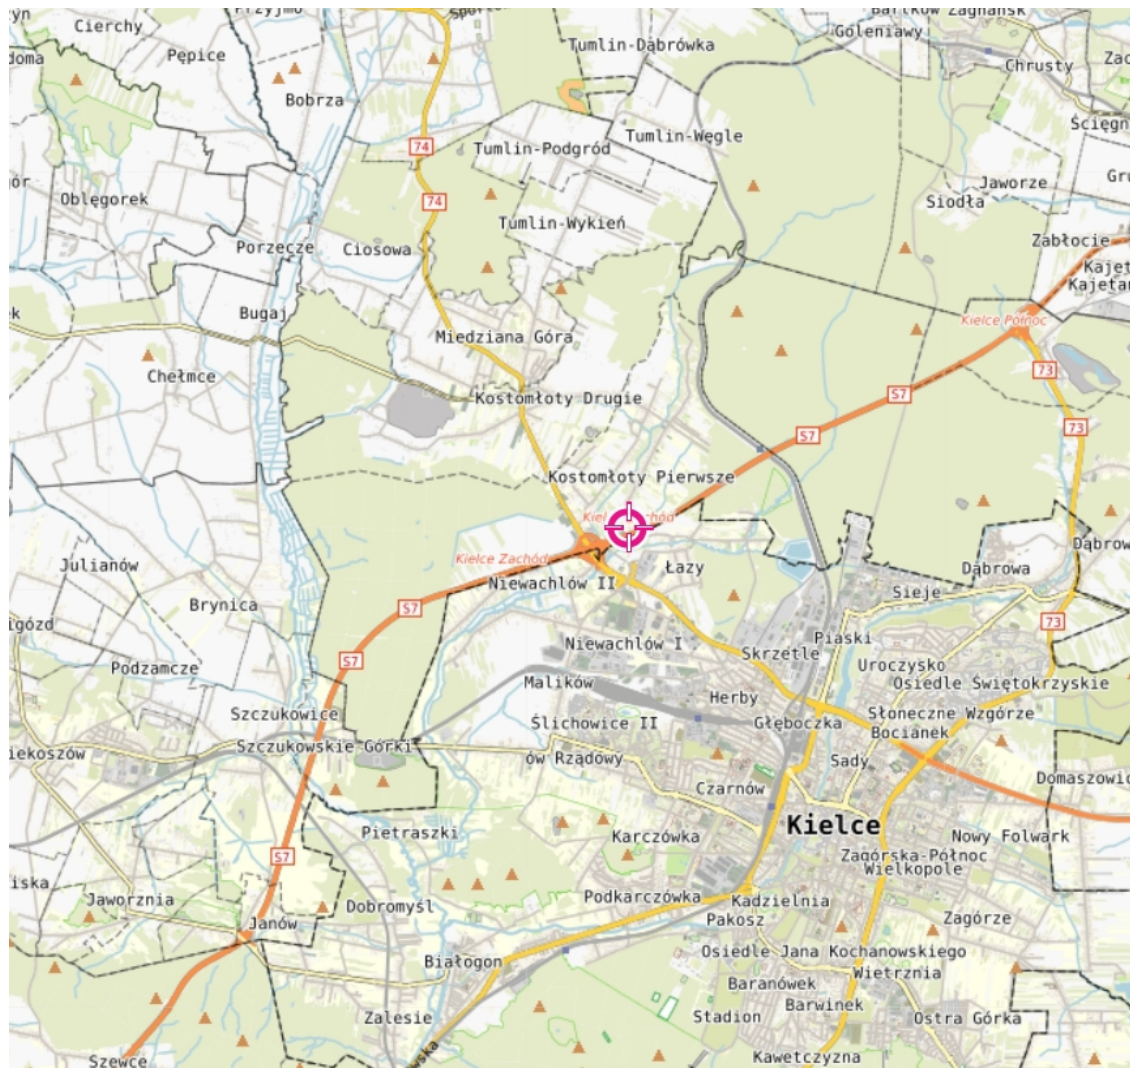 Cierchy
Pępice
Bobrza
Oblęgorek
Porzecze
Ciosowa
Bugaj
Chełmce
Tumlin-Dąbrówka
Tumlin-Węgle
Tumlin-Podgród
Tumlin-Wykień
Goleniawy
Chrusty
Jaworze
Siodła
Zabłocie
74
74
Miedziana Góra
Kostomłoty Drugie
Kostomłoty Pierwsze
Kielce Północ
73
S7
S7
73
Kielce Zachód
Niewachlów II
Łazy
Julianów
Brynica
S7
S7
Podzamcze
Dąbrowa
Sieje
73
Niewachlów I
Piaski
Skrzetle
Uroczysko
Malików
Herby
Osiedle Świętokrzyskie
Szczukowice
Ślichowice II
Głęboczka
Słoneczne Wzgórze
Bocianek
Szczukowskie Górki
ów Rządowy
Sady
Czarnów
Kielce
Pietraszki
Karczówka
Nowy Folwark
S7
Zagórska-Północ
Wielkopole
Jaworznia
Dobromyśl
Podkarczówka
Kadzielnia
Pakosz
Zagórze
Janów
Białogon
Osiedle Jana Kochanowskiego
Wietrznia
Baranówek
Barwinek
Zalesie
Stadion
Ostra Górka
Szewce
Kawetczyzna